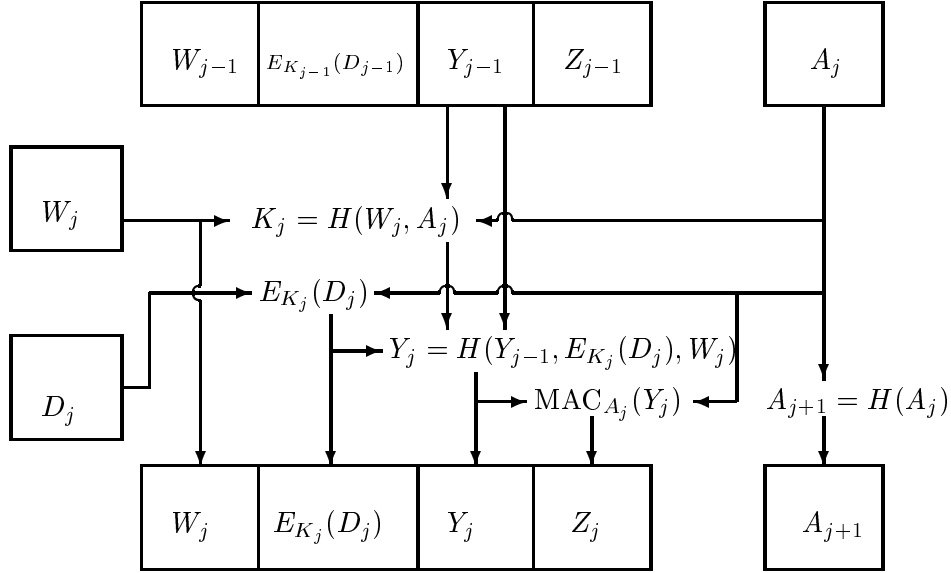 W_{j−1} E_{K_{j−1}}(D_{j−1}) Y_{j−1} Z_{j−1} A_j
W_j K_j = H(W_j, A_j)
E_{K_j}(D_j)
Y_j = H(Y_{j−1}, E_{K_j}(D_j), W_j)
D_j MAC_{A_j}(Y_j) A_{j+1} = H(A_j)
W_j E_{K_j}(D_j) Y_j Z_j A_{j+1}